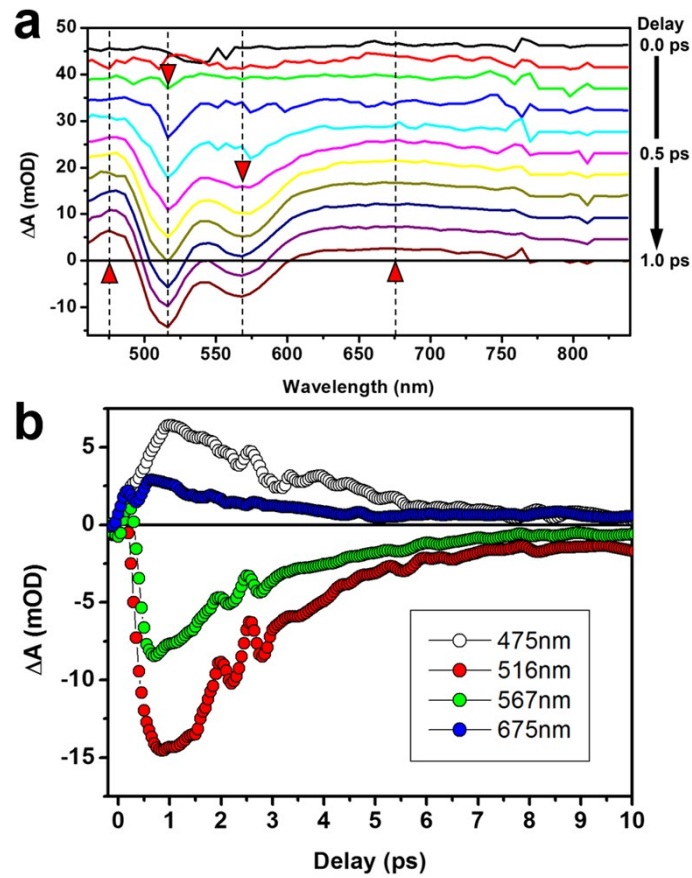 a
50
40
30
20
10
0
-10
ΔA (mOD)
500 550 600 650 700 750 800
Wavelength (nm)
Delay
0.0 ps
0.5 ps
1.0 ps
b
5
0
-5
-10
-15
ΔA (mOD)
475nm
516nm
567nm
675nm
0 1 2 3 4 5 6 7 8 9 10
Delay (ps)